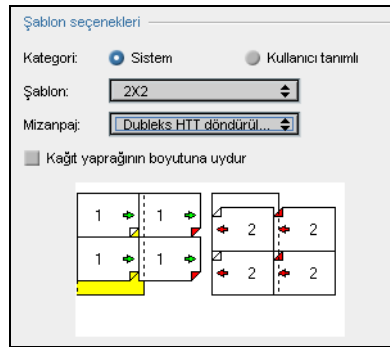 Şablon seçenekleri
Kategori: Sistem Kullanıcı tanımlı
Şablon: 2X2
Mizanpaj: Dubleks HTT döndürül...
Kağıt yaprağının boyutuna uydur
1 1 2 2
1 1 2 2